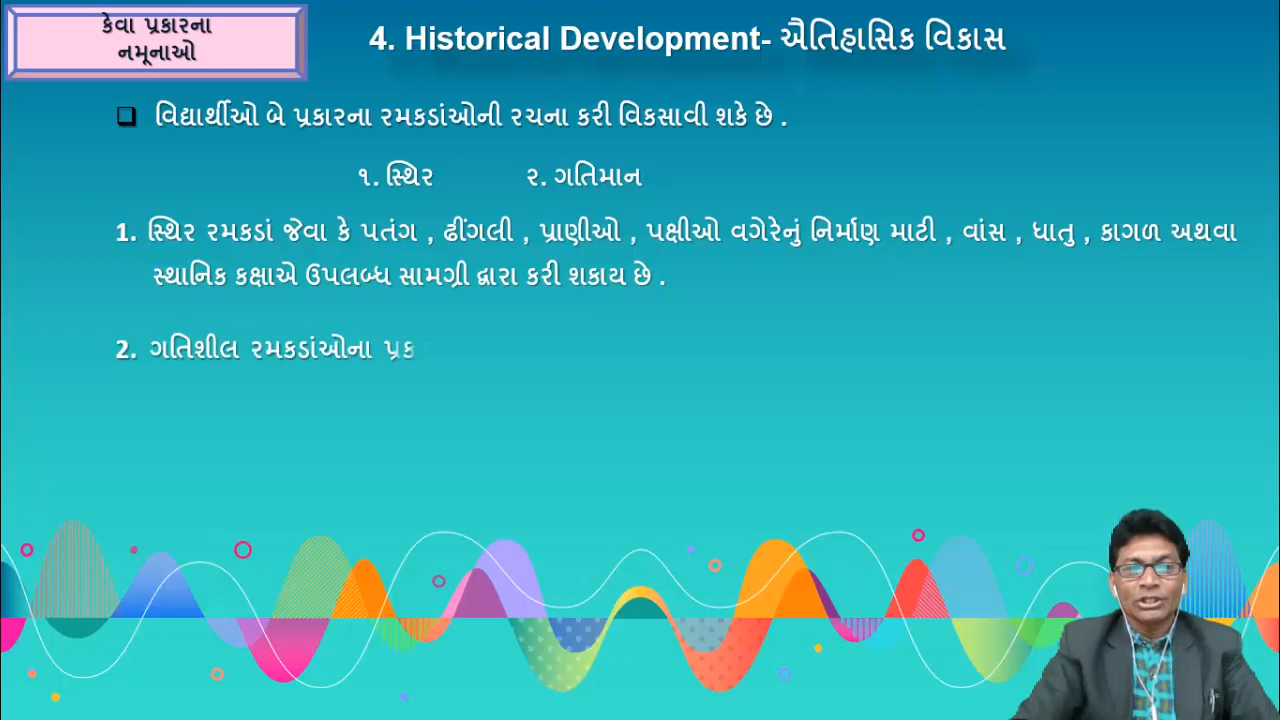 કેવા પ્રકારના
નમૂનાઓ
4. Historical Development- ઐતિહાસિક વિકાસ
વિદ્યાર્થીઓ બે પ્રકારના રમકડાંઓની રચના કરી વિકસાવી શકે છે .
૧. સ્થિર ૨. ગતિમાન
1. સ્થિર રમકડાં જેવા કે પતંગ , ઢીંગલી , પ્રાણીઓ , પક્ષીઓ વગેરેનું નિર્માણ માટી , વાંસ , ધાતુ , કાગળ અથવા
સ્થાનિક કક્ષાએ ઉપલબ્ધ સામગ્રી દ્વારા કરી શકાય છે .
2. ગતિશીલ રમકડાંઓના પ્રક